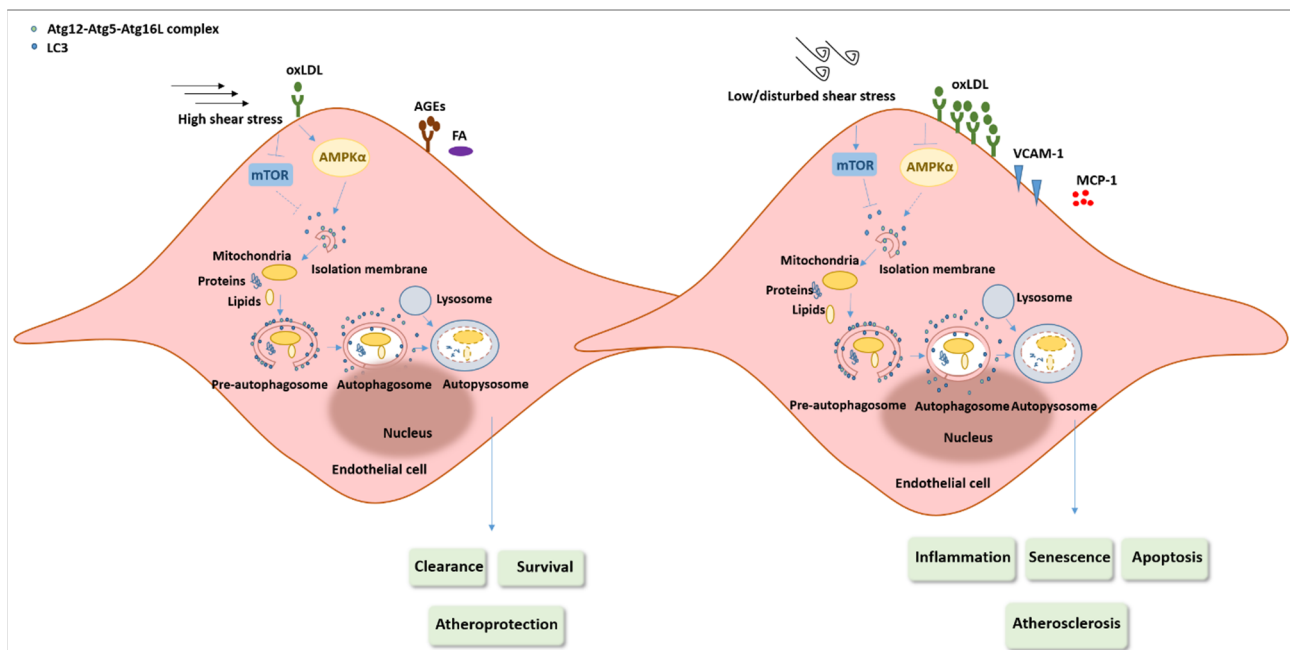 Atg12-Atg5-Atg16L complex
LC3
oxLDL
High shear stress
AGEs
FA
AMPKα
mTOR
Mitochondria
Isolation membrane
Proteins
Lipids
Lysosome
Pre-autophagosome
Autophagosome
Autopysosome
Nucleus
Endothelial cell
Clearance
Survival
Atheroprotection
Low/disturbed shear stress
oxLDL
VCAM-1
MCP-1
mTOR
AMPKα
Mitochondria
Isolation membrane
Proteins
Lipids
Lysosome
Pre-autophagosome
Autophagosome
Autopysosome
Nucleus
Endothelial cell
Inflammation
Senescence
Apoptosis
Atherosclerosis